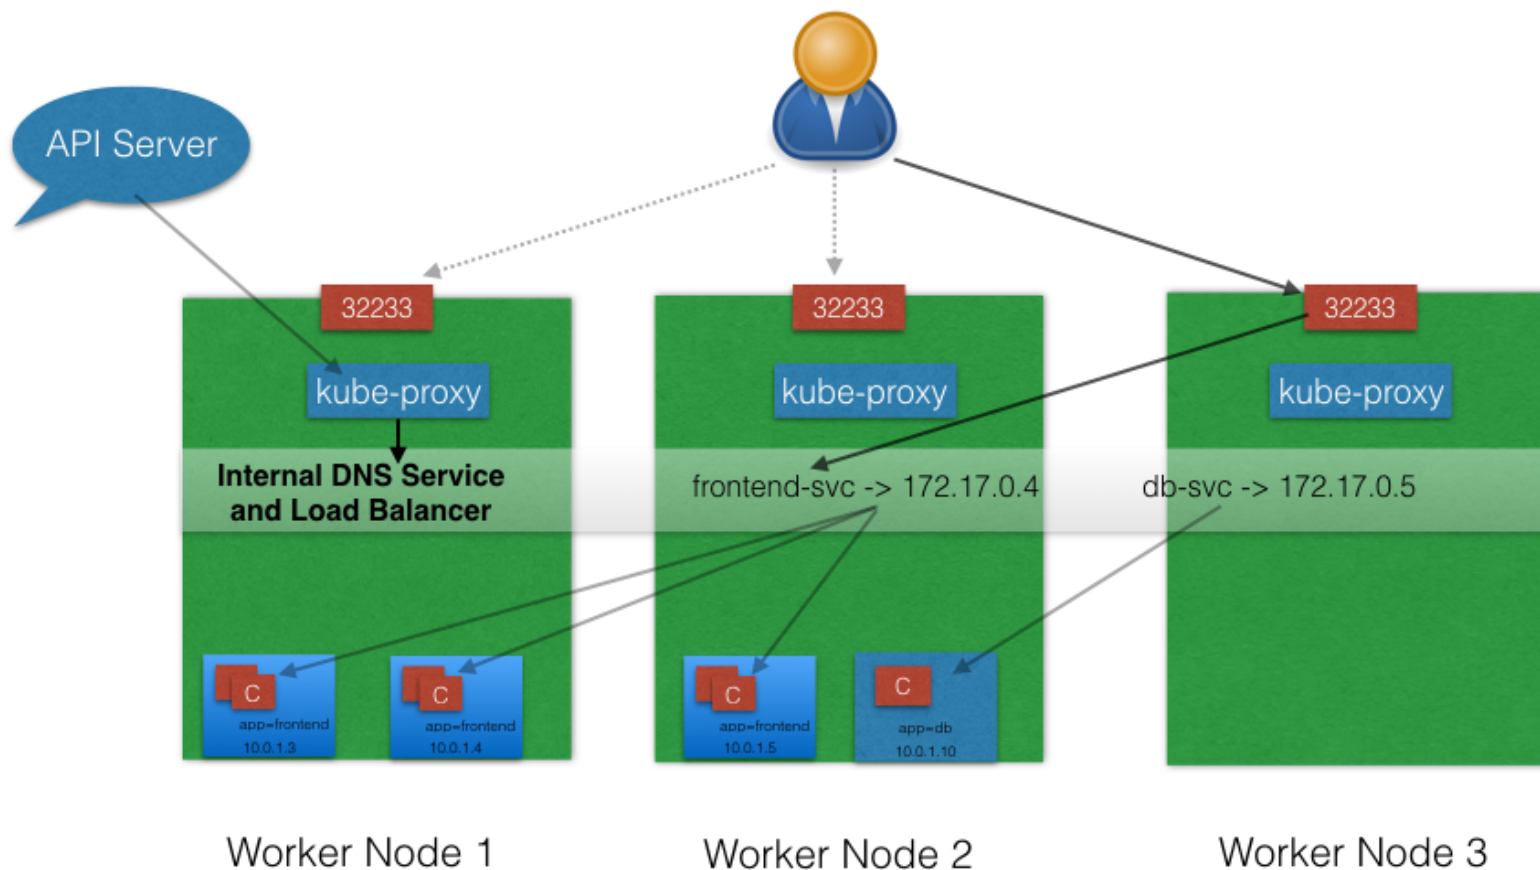 API Server
32233
32233
32233
kube-proxy
kube-proxy
kube-proxy
Internal DNS Service
and Load Balancer
frontend-svc -> 172.17.0.4
db-svc -> 172.17.0.5
C
app=frontend
10.0.1.3
C
app=frontend
10.0.1.4
C
app=frontend
10.0.1.5
C
app=db
10.0.1.10
Worker Node 1
Worker Node 2
Worker Node 3